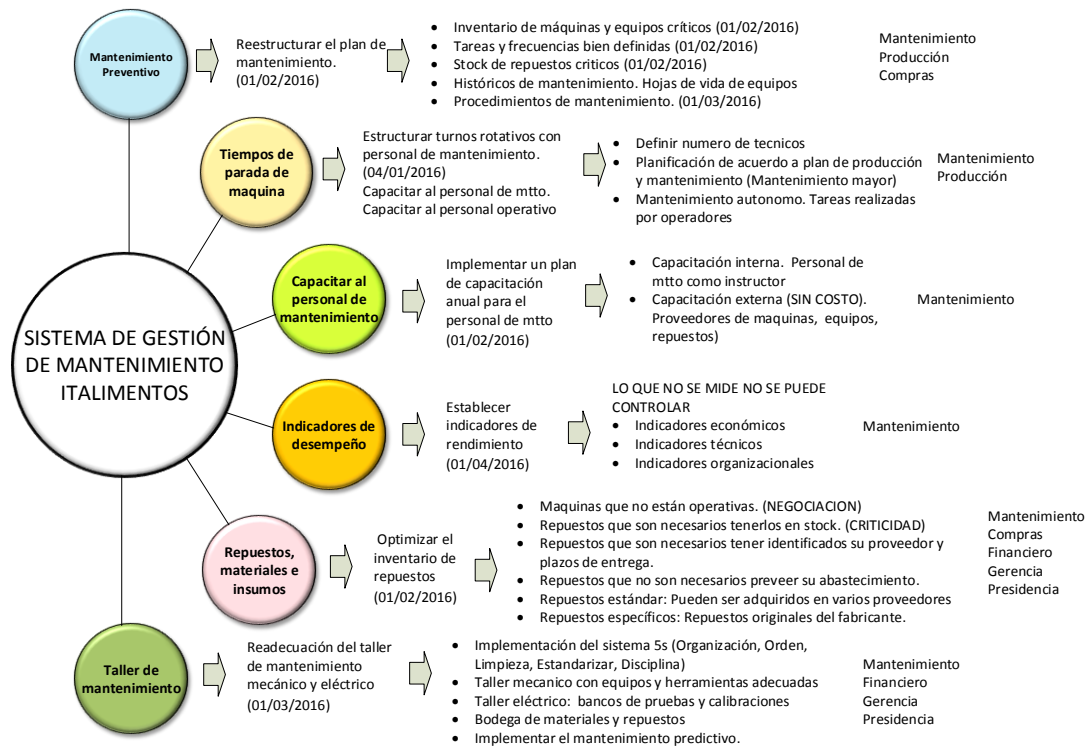 SISTEMA DE GESTIÓN
DE MANTENIMIENTO
ITALIMENTOS
Mantenimiento
Preventivo
Reestructurar el plan de
mantenimiento.
(01/02/2016)
• Inventario de máquinas y equipos críticos (01/02/2016)
• Tareas y frecuencias bien definidas (01/02/2016)
• Stock de repuestos criticos (01/02/2016)
• Históricos de mantenimiento. Hojas de vida de equipos
• Procedimientos de mantenimiento. (01/03/2016)
Mantenimiento
Producción
Compras
Tiempos de
parada de
maquina
Estructurar turnos rotativos con
personal de mantenimiento.
(04/01/2016)
Capacitar al personal de mtto.
Capacitar al personal operativo
• Definir numero de tecnicos
• Planificación de acuerdo a plan de producción
y mantenimiento (Mantenimiento mayor)
• Mantenimiento autonomo. Tareas realizadas
por operadores
Mantenimiento
Producción
Capacitar al
personal de
mantenimiento
Implementar un plan
de capacitación
anual para el
personal de mtto
(01/02/2016)
• Capacitación interna. Personal de
mtto como instructor
• Capacitación externa (SIN COSTO).
Proveedores de maquinas, equipos,
repuestos)
Mantenimiento
Indicadores de
desempeño
Establecer
indicadores de
rendimiento
(01/04/2016)
LO QUE NO SE MIDE NO SE PUEDE
CONTROLAR
• Indicadores económicos
• Indicadores técnicos
• Indicadores organizacionales
Mantenimiento
Repuestos,
materiales e
insumos
Optimizar el
inventario de
repuestos
(01/02/2016)
• Maquinas que no están operativas. (NEGOCIACION)
• Repuestos que son necesarios tenerlos en stock. (CRITICIDAD)
• Repuestos que son necesarios tener identificados su proveedor y
plazos de entrega.
• Repuestos que no son necesarios preveer su abastecimiento.
• Repuestos estándar: Pueden ser adquiridos en varios proveedores
• Repuestos específicos: Repuestos originales del fabricante.
Mantenimiento
Compras
Financiero
Gerencia
Presidencia
Taller de
mantenimiento
Readecuación del taller
de mantenimiento
mecánico y eléctrico
(01/03/2016)
• Implementación del sistema 5s (Organización, Orden,
Limpieza, Estandarizar, Disciplina)
• Taller mecanico con equipos y herramientas adecuadas
• Taller eléctrico: bancos de pruebas y calibraciones
• Bodega de materiales y repuestos
• Implementar el mantenimiento predictivo.
Mantenimiento
Financiero
Gerencia
Presidencia